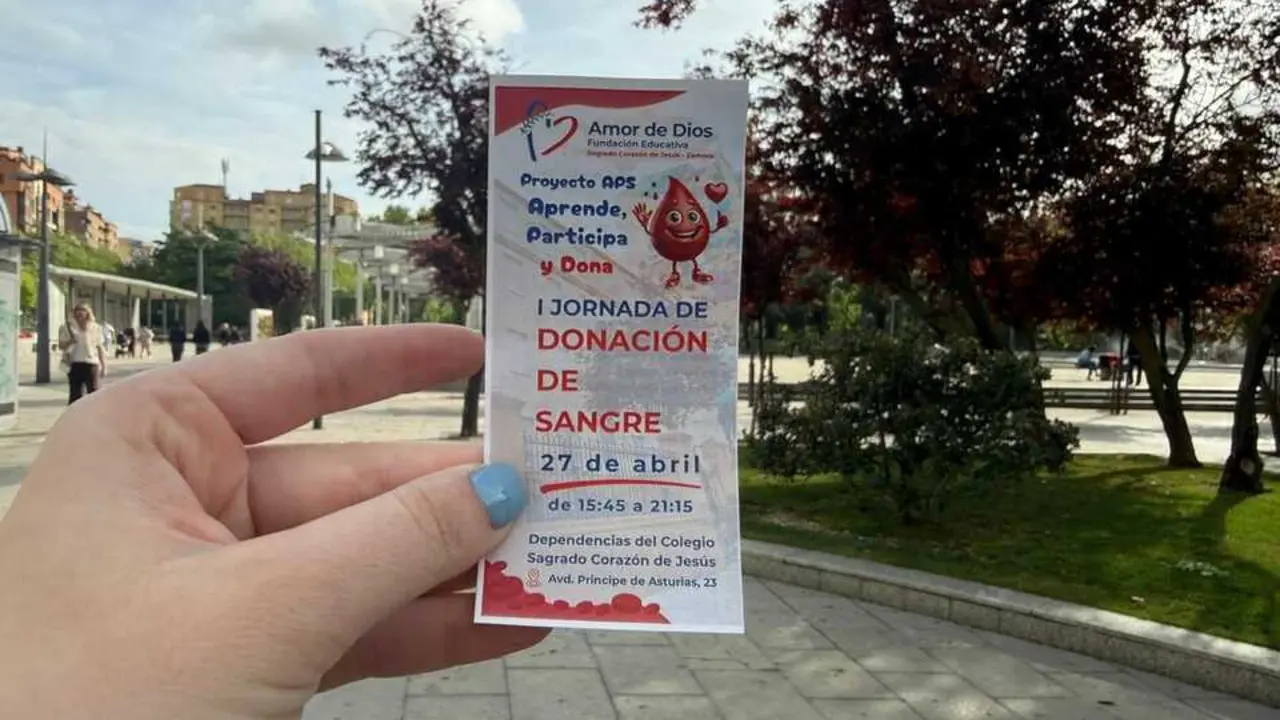 Amor de Dios
Fundación Educativa
Sagrado Corazón de Jesús - Zamora
Proyecto APS
Aprende,
Participa
y Dona
I JORNADA DE
DONACIÓN
DE
SANGRE
27 de abril
de 15:45 a 21:15
Dependencias del Colegio
Sagrado Corazón de Jesús
Avd. Príncipe de Asturias, 23